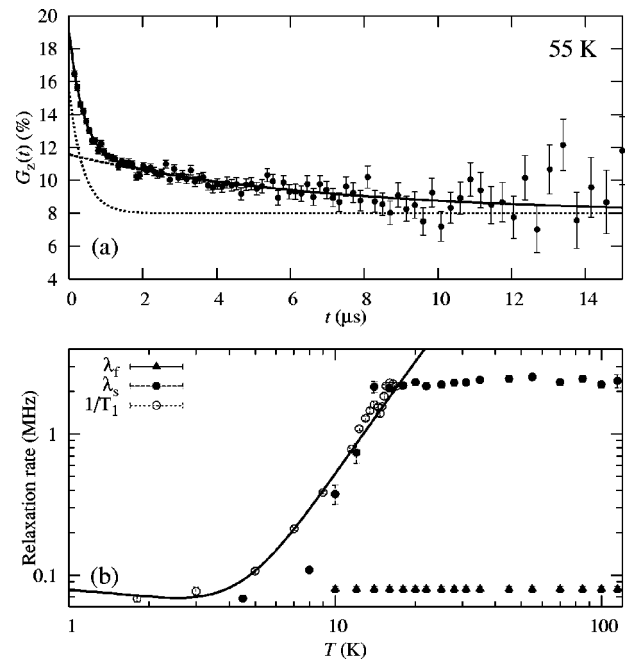 20
18
16
14
12
10
8
6
4
G_z(t) (%)
55 K
(a)
0 2 4 6 8 10 12 14
t (μs)
λ_f
λ_s
1/T_1
1
0.1
Relaxation rate (MHz)
(b)
1 10 100
T (K)